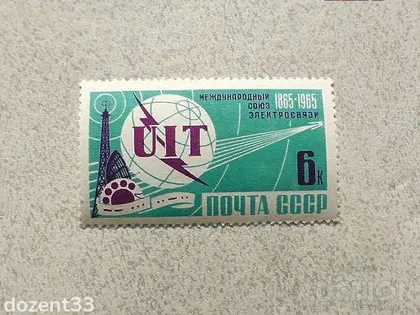 МЕЖДУНАРОДНЫЙ 1865-1965
СОЮЗ
ЭЛЕКТРОСВЯЗИ
UIT
6к
ПОЧТА СССР
dozent33